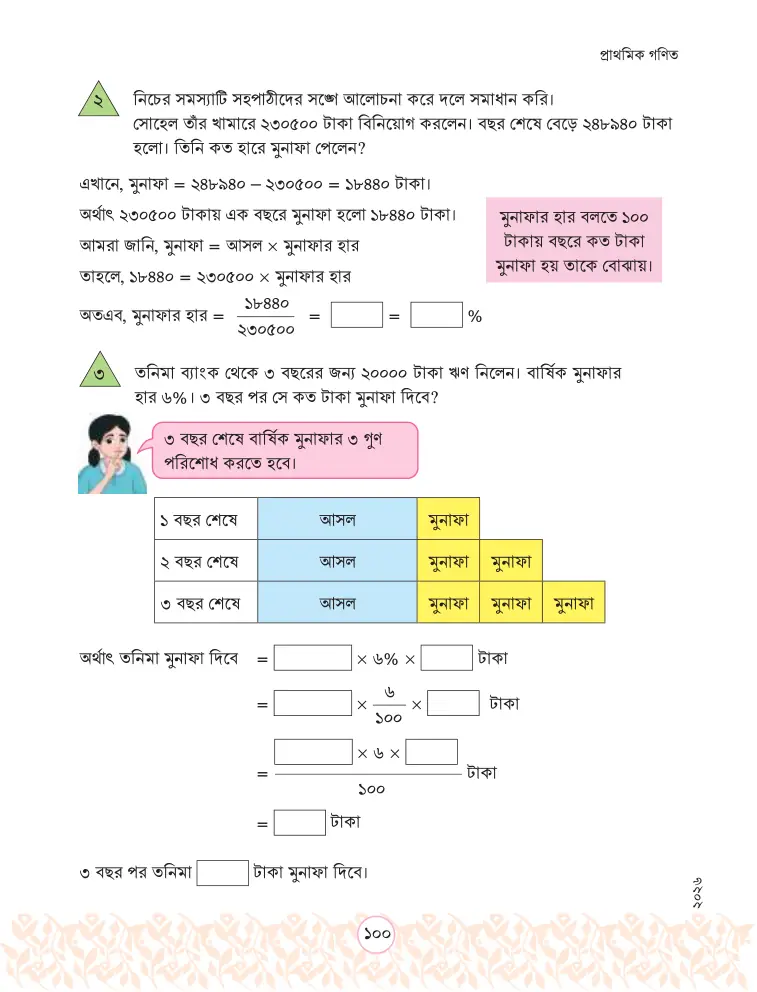 প্রাথমিক গণিত
২
নিচের সমস্যাটি সহপাঠীদের সঙ্গে আলোচনা করে দলে সমাধান করি।
সোহেল তাঁর খামারে ২৩০৫০০ টাকা বিনিয়োগ করলেন। বছর শেষে বেড়ে ২৪৮৯৪০ টাকা
হলো। তিনি কত হারে মুনাফা পেলেন?
এখানে, মুনাফা = ২৪৮৯৪০ – ২৩০৫০০ = ১৮৪৪০ টাকা।
অর্থাৎ ২৩০৫০০ টাকায় এক বছরে মুনাফা হলো ১৮৪৪০ টাকা।
আমরা জানি, মুনাফা = আসল × মুনাফার হার
তাহলে, ১৮৪৪০ = ২৩০৫০০ × মুনাফার হার
মুনাফার হার বলতে ১০০
টাকায় বছরে কত টাকা
মুনাফা হয় তাকে বোঝায়।
অতএব, মুনাফার হার = ১৮৪৪০ / ২৩০৫০০ = = %
৩
তনিমা ব্যাংক থেকে ৩ বছরের জন্য ২০০০০ টাকা ঋণ নিলেন। বার্ষিক মুনাফার
হার ৬%। ৩ বছর পর সে কত টাকা মুনাফা দিবে?
৩ বছর শেষে বার্ষিক মুনাফার ৩ গুণ
পরিশোধ করতে হবে।
১ বছর শেষে আসল মুনাফা
২ বছর শেষে আসল মুনাফা মুনাফা
৩ বছর শেষে আসল মুনাফা মুনাফা মুনাফা
অর্থাৎ তনিমা মুনাফা দিবে = × ৬% × টাকা
= × ৬ / ১০০ × টাকা
= × ৬ × / ১০০ টাকা
= টাকা
৩ বছর পর তনিমা টাকা মুনাফা দিবে।
২০২৬
১০০